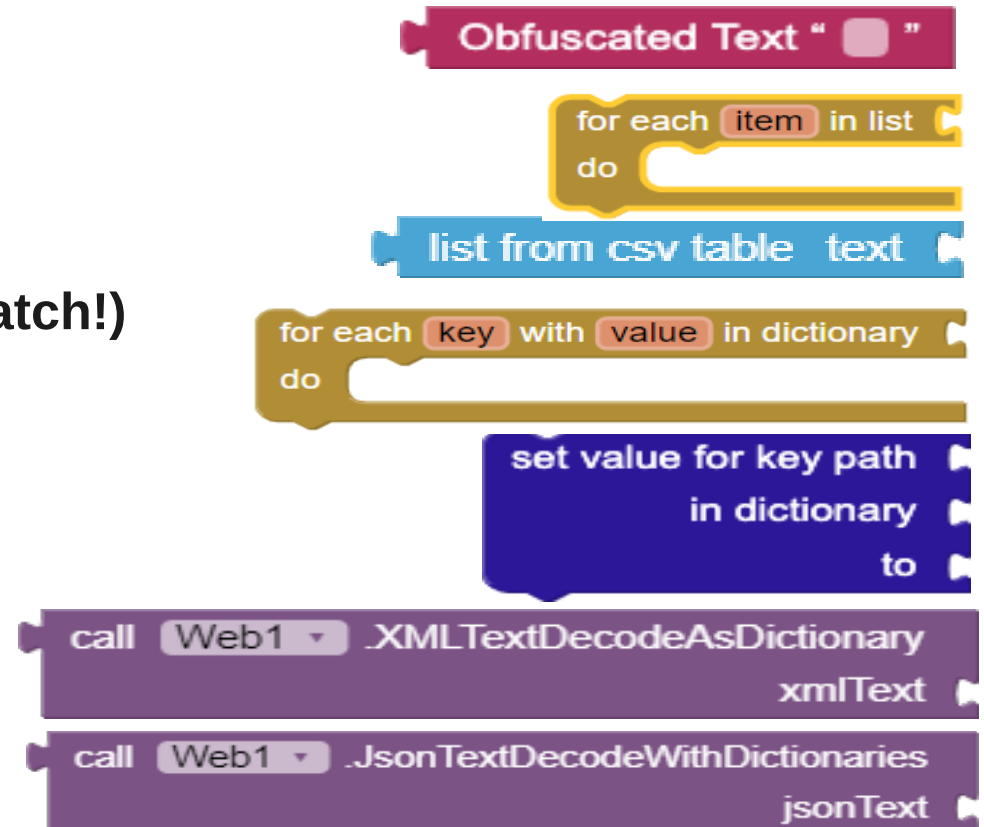 Obfuscated Text “ ”
for each item in list
do
list from csv table text
atch!)
for each key with value in dictionary
do
set value for key path
in dictionary
to
call Web1 .XMLTextDecodeAsDictionary
xmlText
call Web1 .JsonTextDecodeWithDictionaries
jsonText